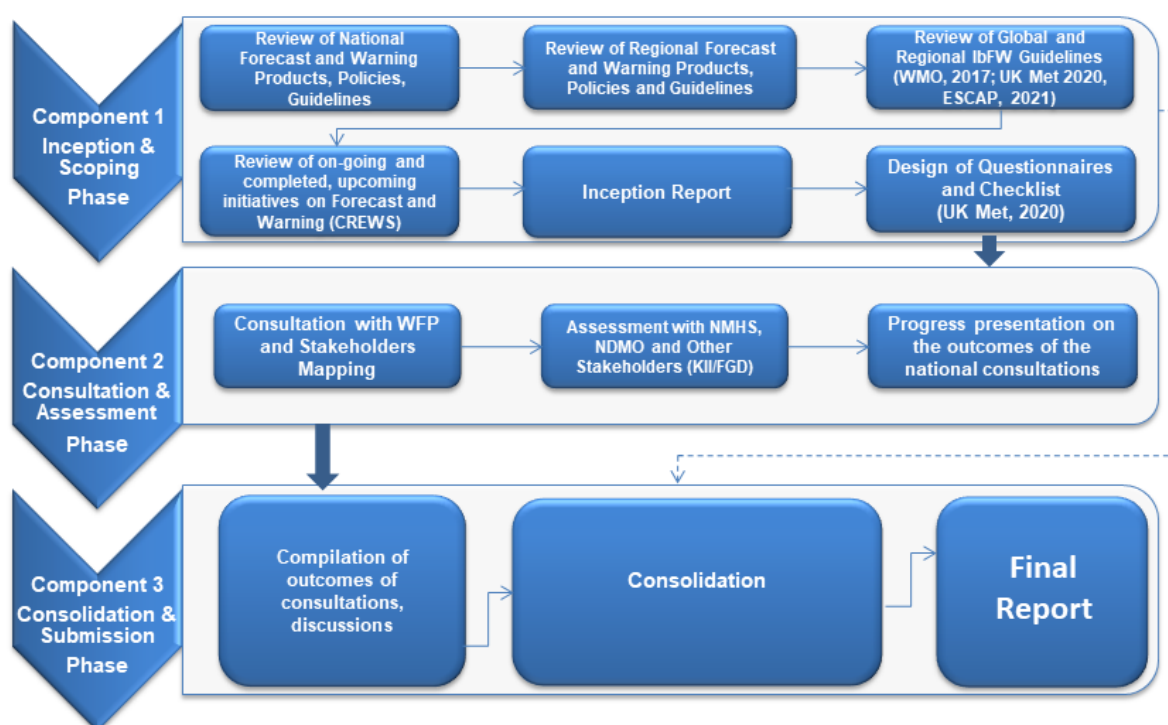 Component 1
Inception &
Scoping
Phase
Review of National
Forecast and Warning
Products, Policies,
Guidelines
Review of Regional Forecast
and Warning Products,
Policies and Guidelines
Review of Global and
Regional IbFW Guidelines
(WMO, 2017; UK Met 2020,
ESCAP, 2021)
Review of on-going and
completed, upcoming
initiatives on Forecast and
Warning (CREWS)
Inception Report
Design of Questionnaires
and Checklist
(UK Met, 2020)
Component 2
Consultation &
Assessment
Phase
Consultation with WFP
and Stakeholders
Mapping
Assessment with NMHS,
NDMO and Other
Stakeholders (KII/FGD)
Progress presentation on
the outcomes of the
national consultations
Component 3
Consolidation &
Submission
Phase
Compilation of
outcomes of
consultations,
discussions
Consolidation
Final
Report